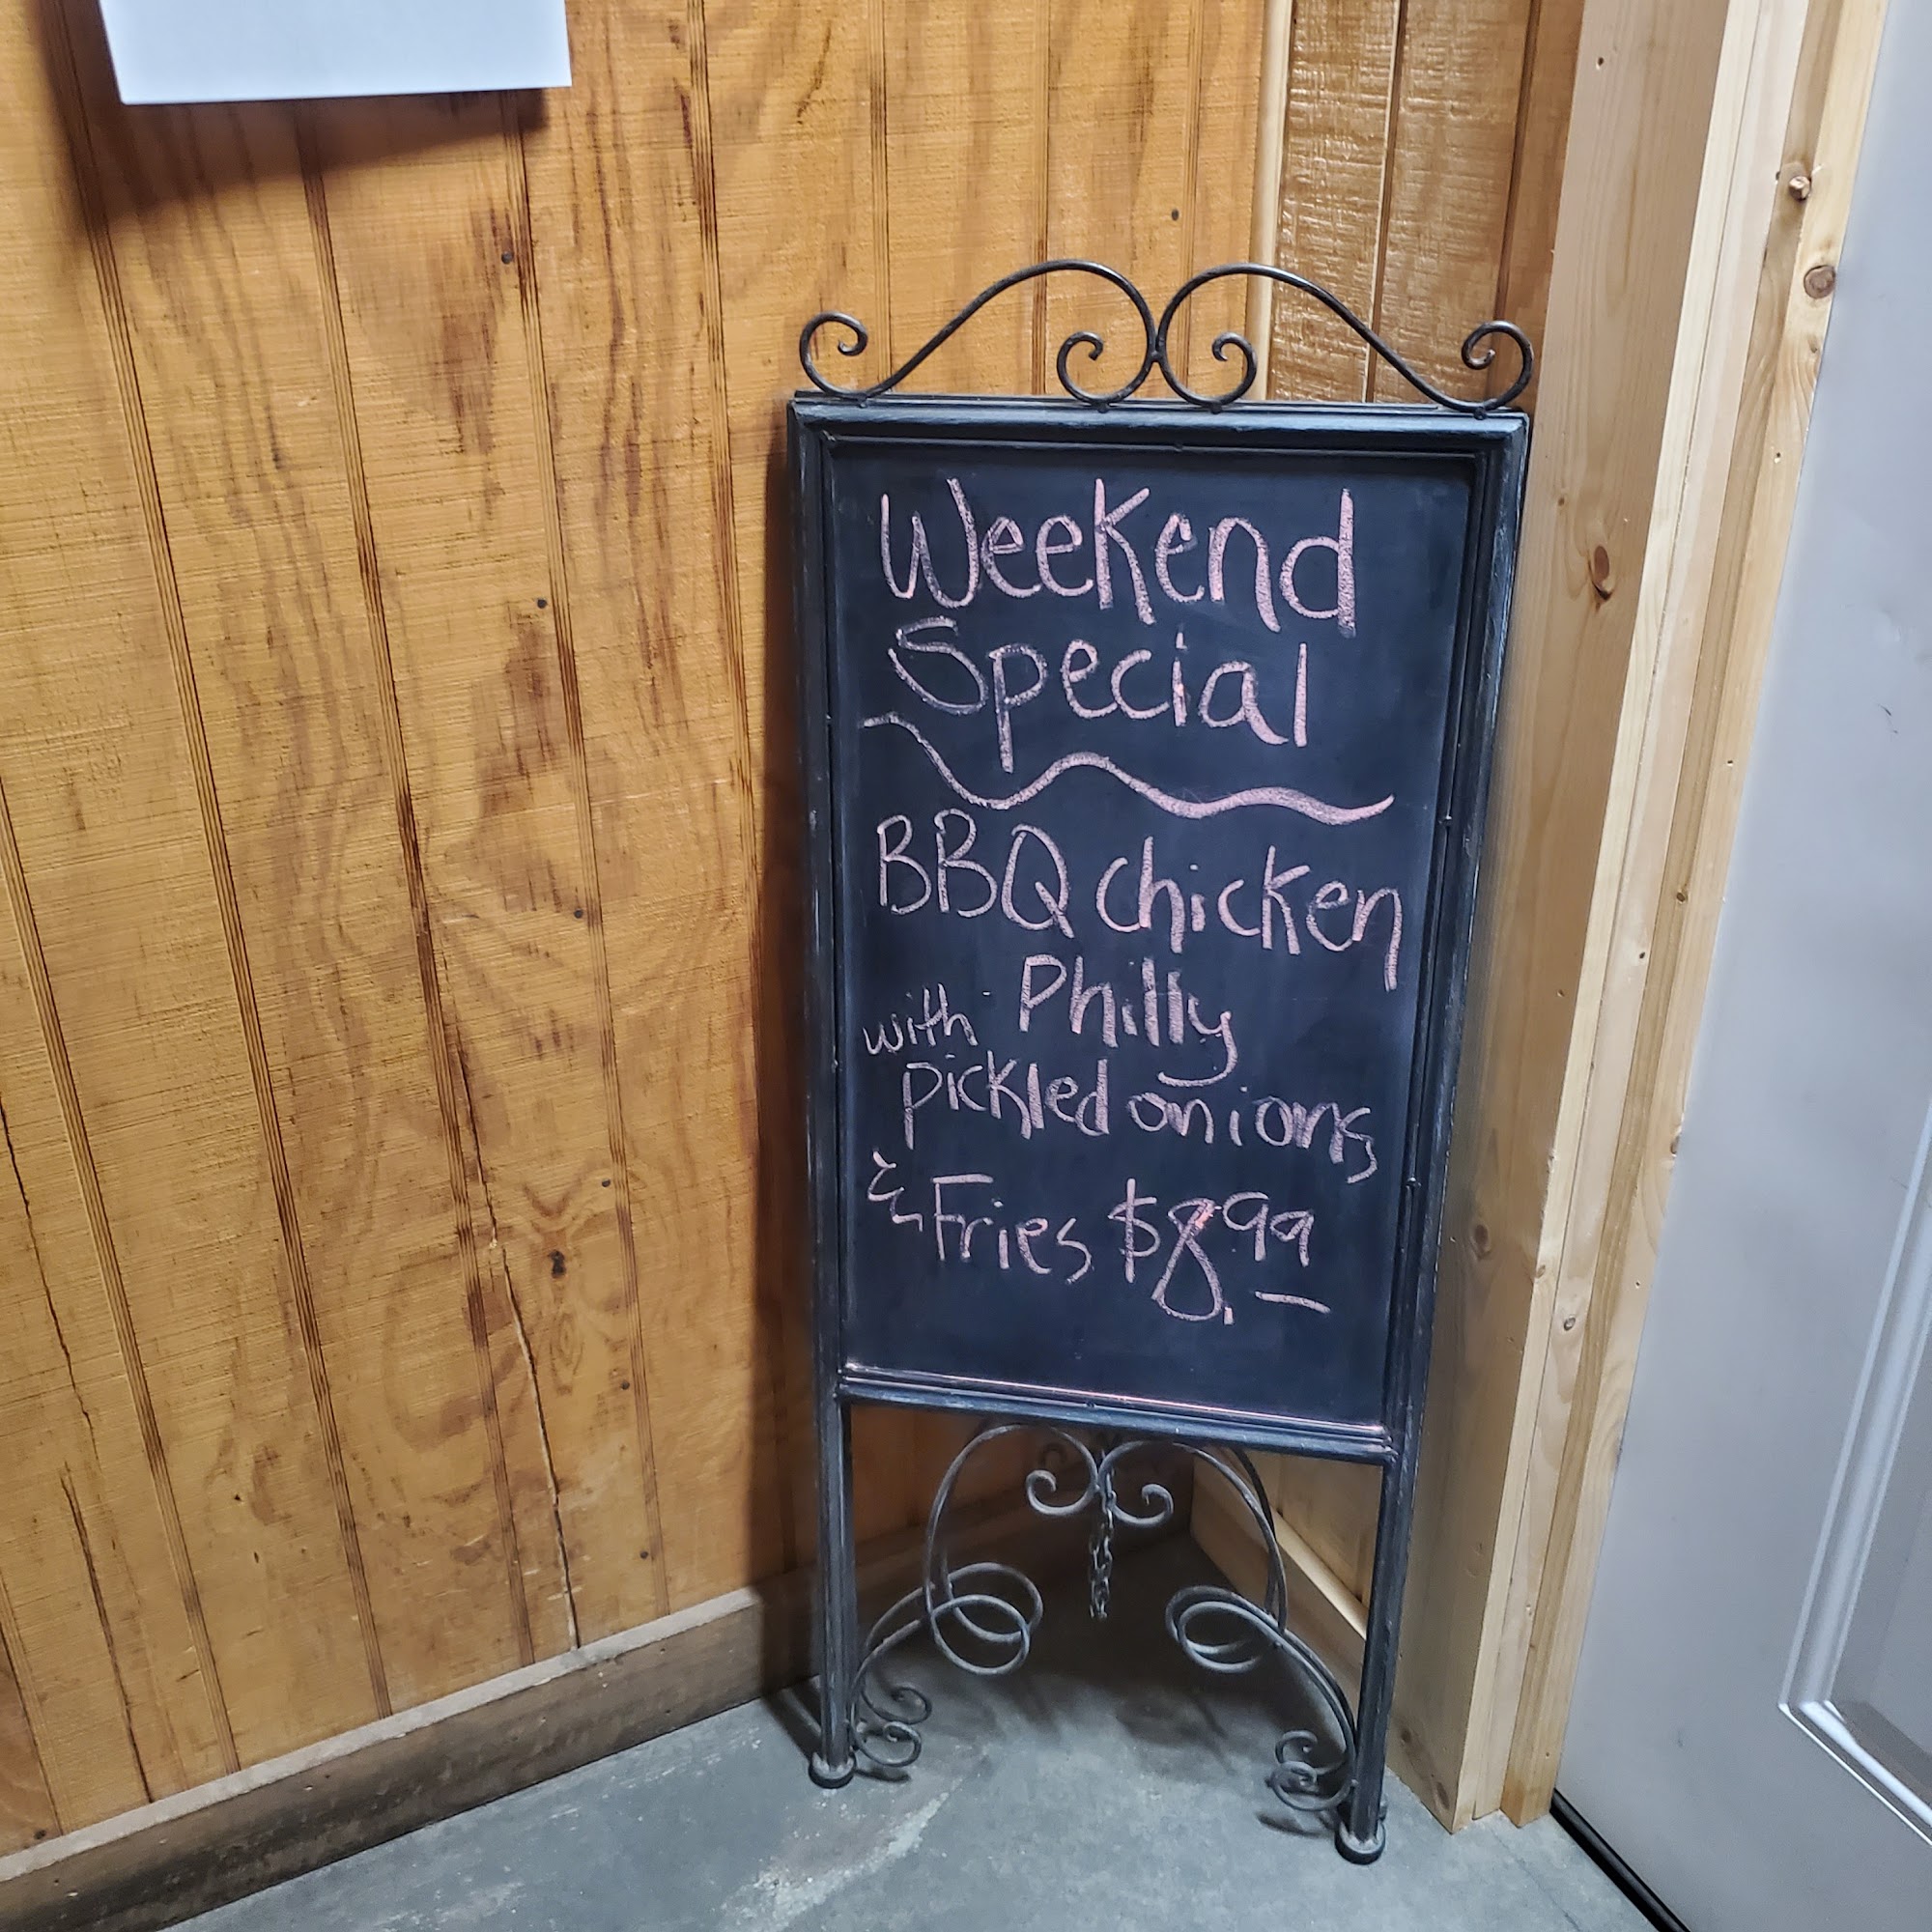 Weekend
Special
BBQ chicken
Philly
with
pickled onions
& Fries $8.99